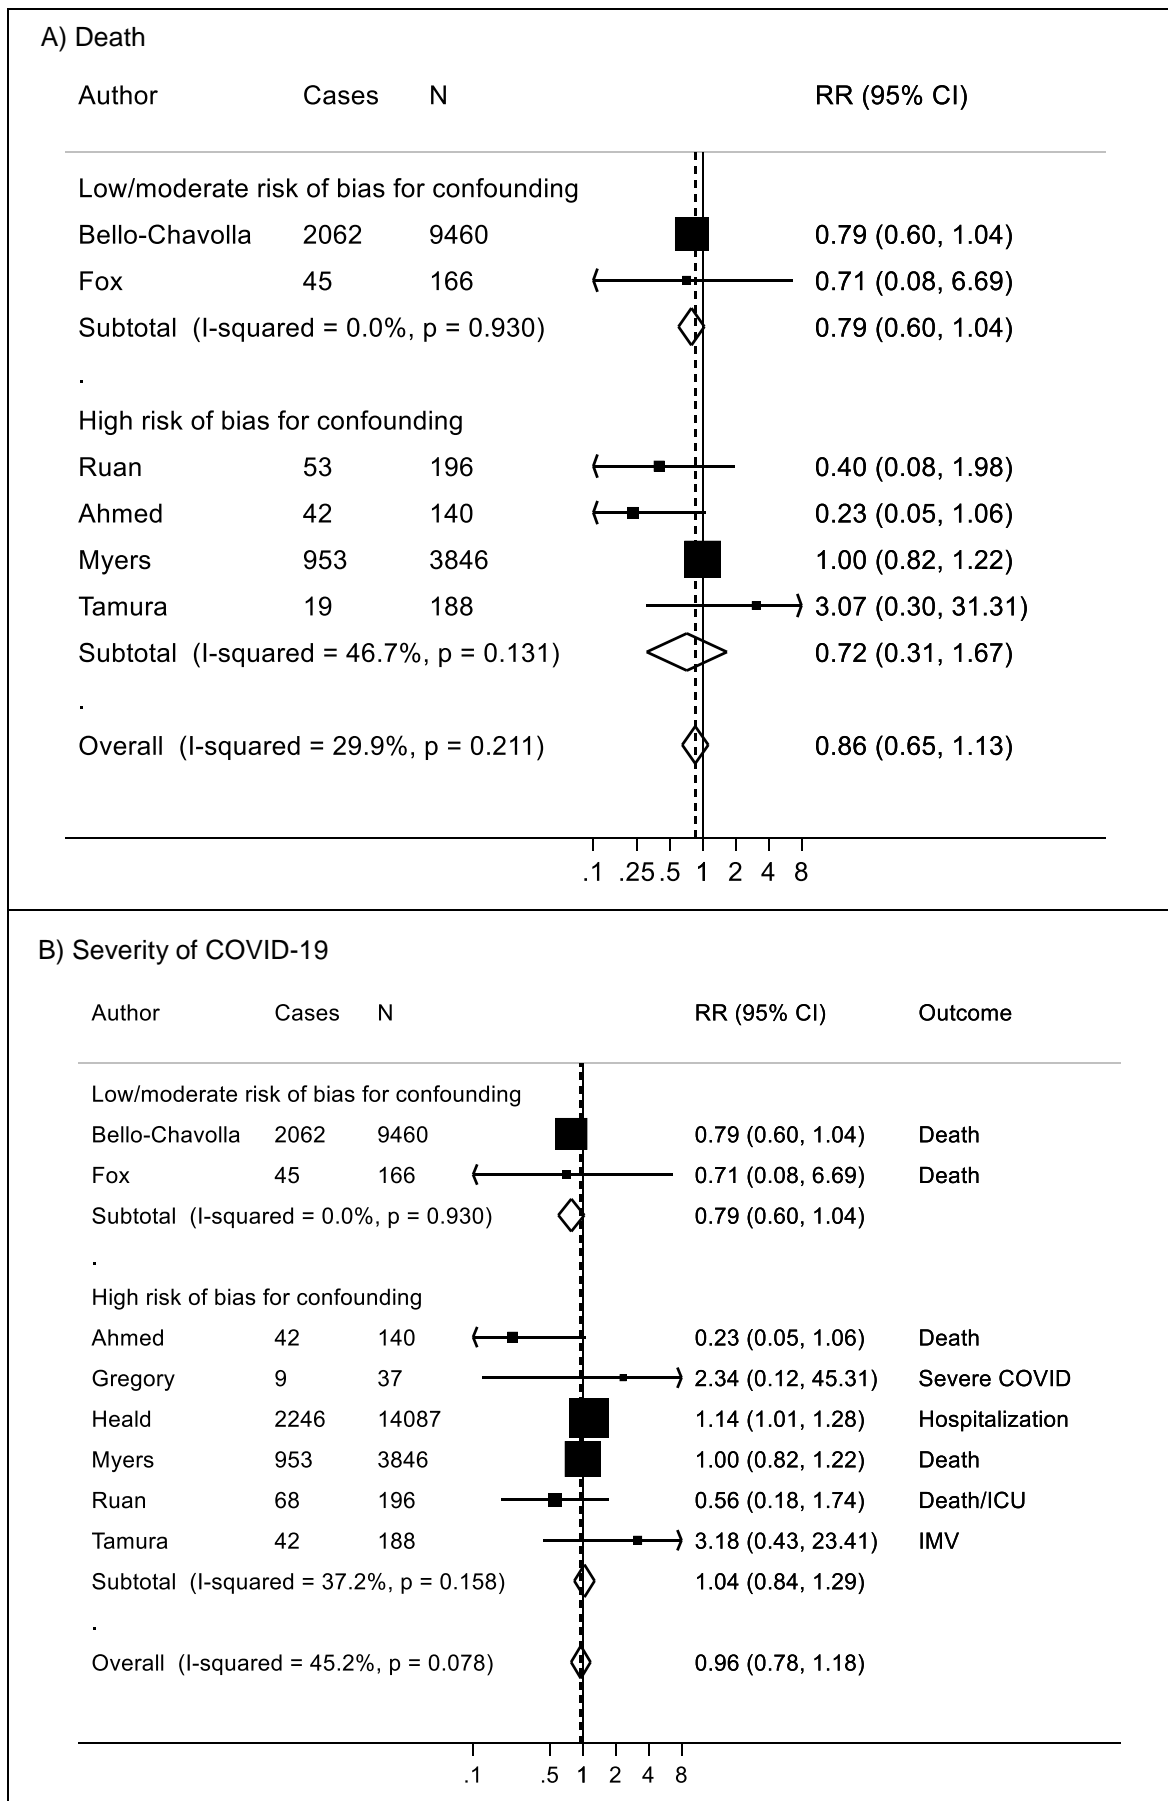 A) Death
Author Cases N RR (95% CI)
Low/moderate risk of bias for confounding
Bello-Chavolla 2062 9460 0.79 (0.60, 1.04)
Fox 45 166 0.71 (0.08, 6.69)
Subtotal (I-squared = 0.0%, p = 0.930) 0.79 (0.60, 1.04)
.
High risk of bias for confounding
Ruan 53 196 0.40 (0.08, 1.98)
Ahmed 42 140 0.23 (0.05, 1.06)
Myers 953 3846 1.00 (0.82, 1.22)
Tamura 19 188 3.07 (0.30, 31.31)
Subtotal (I-squared = 46.7%, p = 0.131) 0.72 (0.31, 1.67)
.
Overall (I-squared = 29.9%, p = 0.211) 0.86 (0.65, 1.13)
.1 .25 .5 1 2 4 8
B) Severity of COVID-19
Author Cases N RR (95% CI) Outcome
Low/moderate risk of bias for confounding
Bello-Chavolla 2062 9460 0.79 (0.60, 1.04) Death
Fox 45 166 0.71 (0.08, 6.69) Death
Subtotal (I-squared = 0.0%, p = 0.930) 0.79 (0.60, 1.04)
.
High risk of bias for confounding
Ahmed 42 140 0.23 (0.05, 1.06) Death
Gregory 9 37 2.34 (0.12, 45.31) Severe COVID
Heald 2246 14087 1.14 (1.01, 1.28) Hospitalization
Myers 953 3846 1.00 (0.82, 1.22) Death
Ruan 68 196 0.56 (0.18, 1.74) Death/ICU
Tamura 42 188 3.18 (0.43, 23.41) IMV
Subtotal (I-squared = 37.2%, p = 0.158) 1.04 (0.84, 1.29)
.
Overall (I-squared = 45.2%, p = 0.078) 0.96 (0.78, 1.18)
.1 .5 1 2 4 8